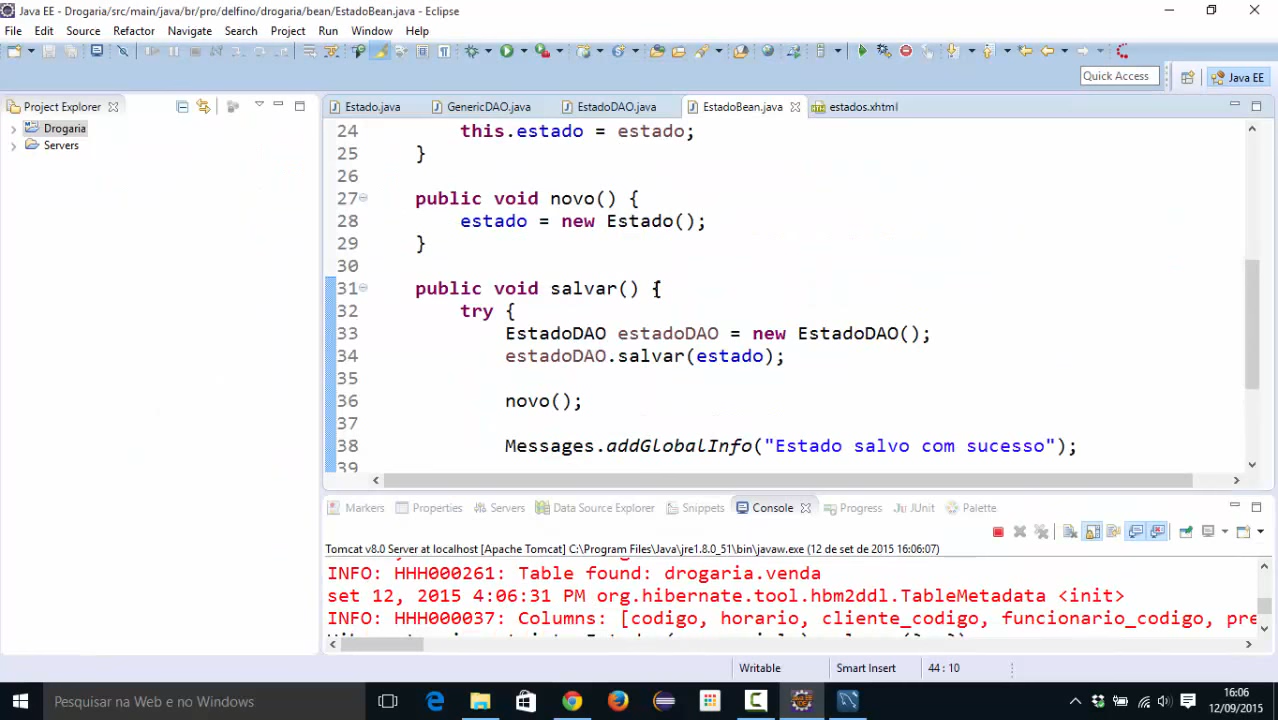 Java EE - Drogaria/src/main/java/br/pro/delfino/drogaria/bean/EstadoBean.java - Eclipse
File Edit Source Refactor Navigate Search Project Run Window Help
Quick Access Java EE
Project Explorer
Estado.java GenericDAO.java EstadoDAO.java EstadoBean.java estados.xhtml
Drogaria
Servers
24 this.estado = estado;
25 }
26
27 public void novo() {
28 estado = new Estado();
29 }
30
31 public void salvar() {
32 try {
33 EstadoDAO estadoDAO = new EstadoDAO();
34 estadoDAO.salvar(estado);
35
36 novo();
37
38 Messages.addGlobalInfo("Estado salvo com sucesso");
39
Markers Properties Servers Data Source Explorer Snippets Console Progress JUnit Palette
Tomcat v8.0 Server at localhost [Apache Tomcat] C:\Program Files\Java\jre1.8.0_51\bin\javaw.exe (12 de set de 2015 16:06:07)
INFO: HHH000261: Table found: drogaria.venda
set 12, 2015 4:06:31 PM org.hibernate.tool.hbm2ddl.TableMetadata <init>
INFO: HHH000037: Columns: [codigo, horario, cliente_codigo, funcionario_codigo, pre
Writable Smart Insert 44 : 10
Pesquisar na Web e no Windows
16:06
12/09/2015